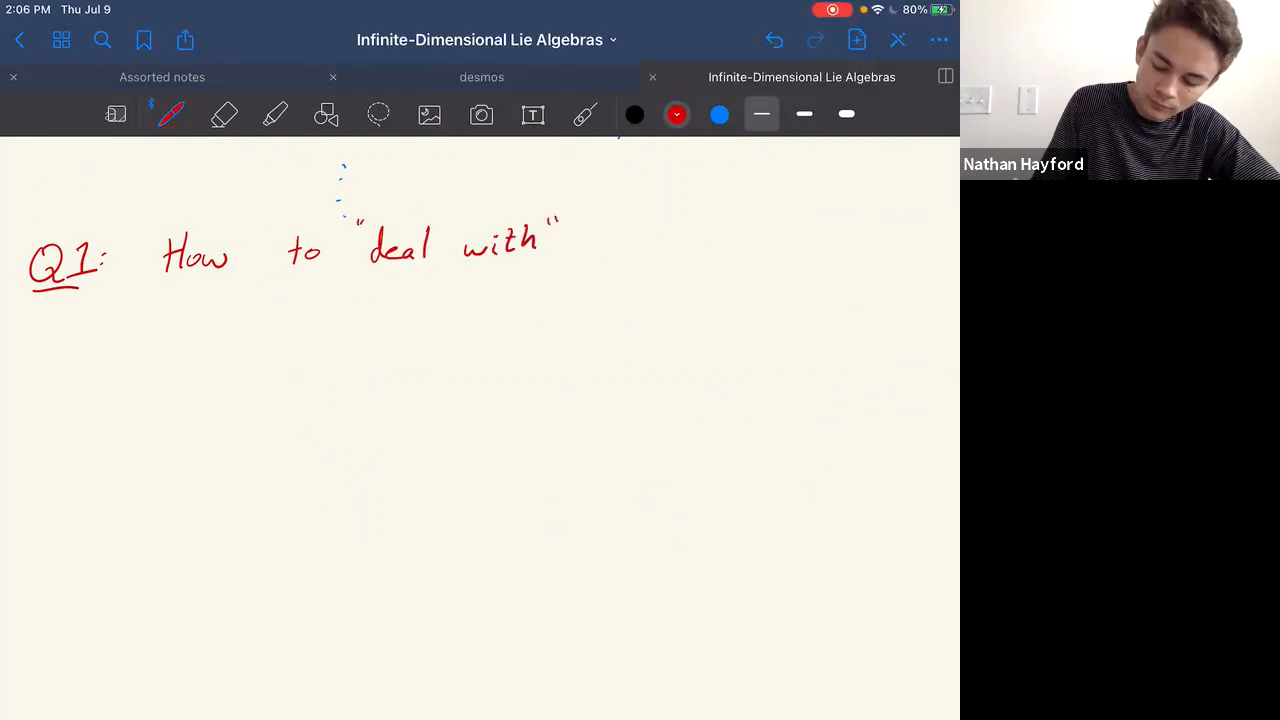 2:06 PM Thu Jul 9
80%
Infinite-Dimensional Lie Algebras
Assorted notes
desmos
Infinite-Dimensional Lie Algebras
T
Nathan Hayford
Q1: How to "deal with"